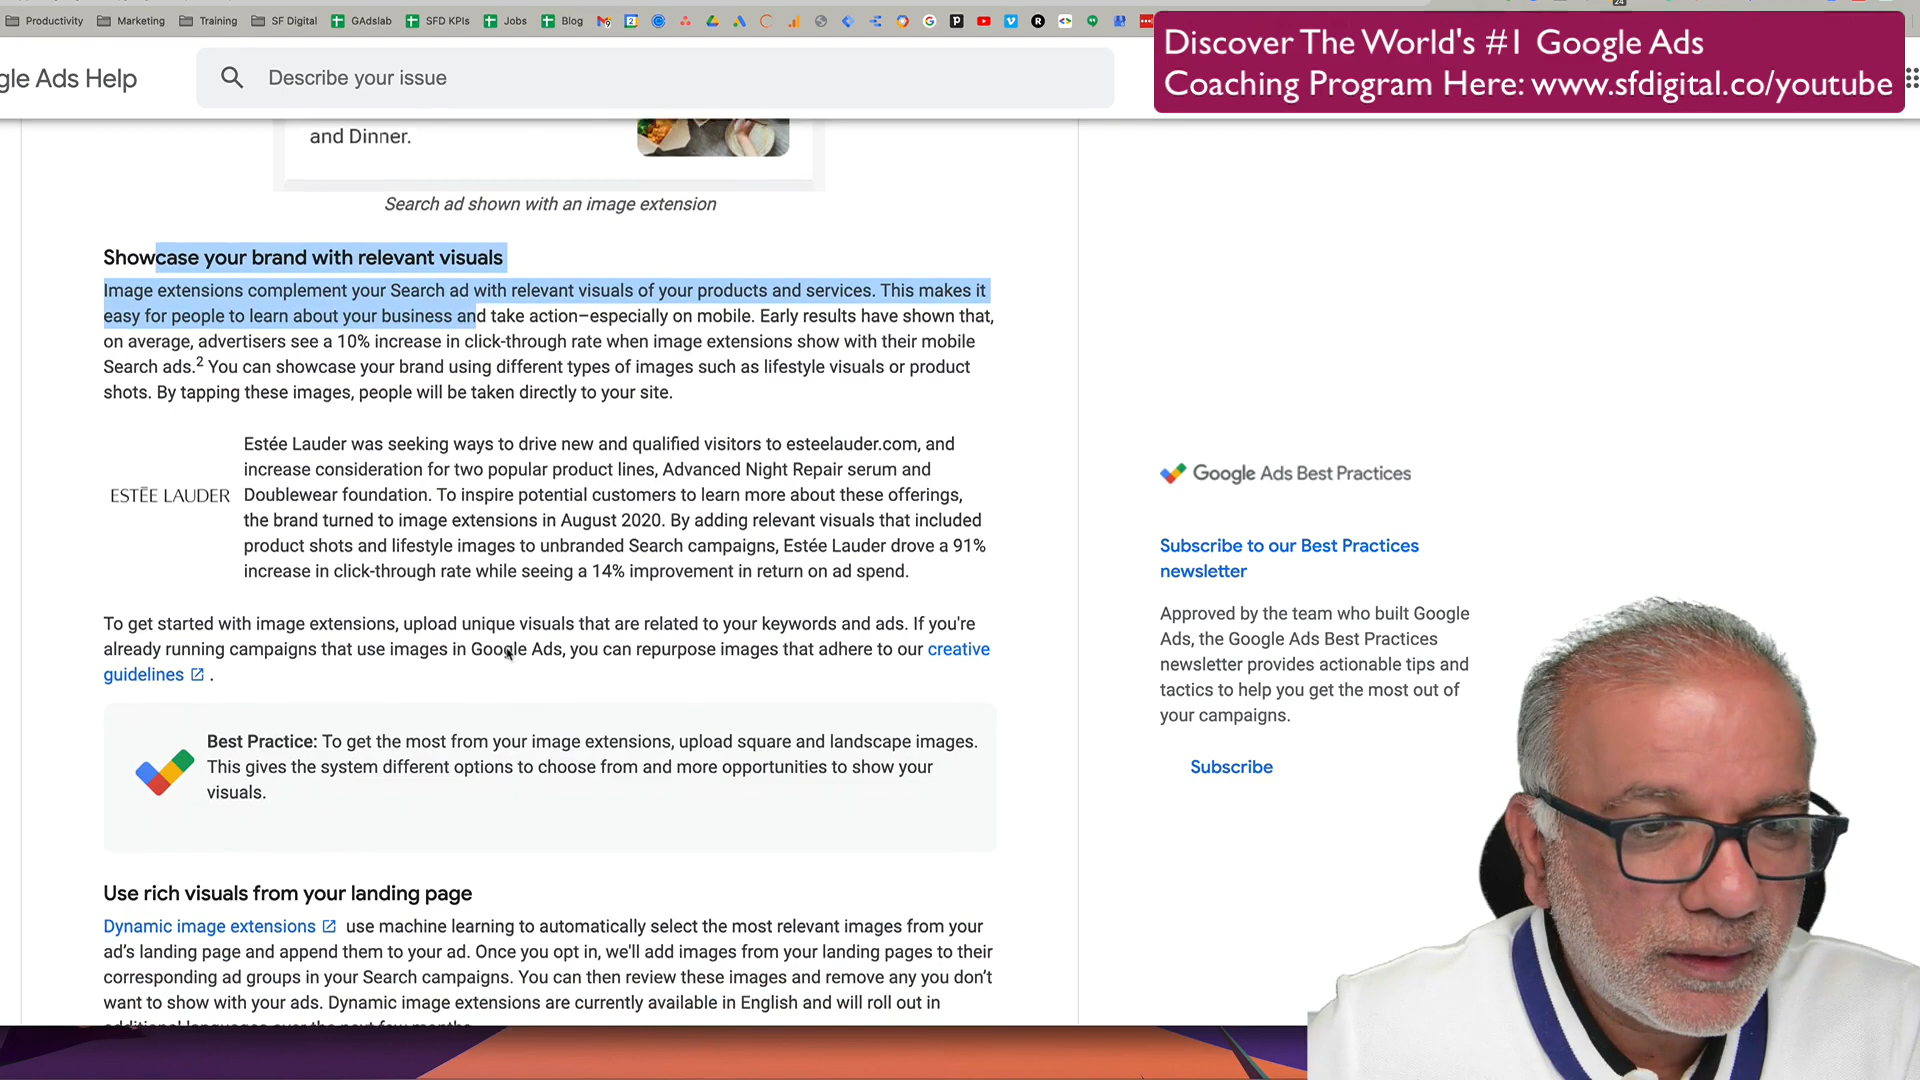 Productivity
Marketing
Training
SF Digital
GAdslab
SFD KPIs
Jobs
Blog
24
Discover The World's #1 Google Ads
Coaching Program Here: www.sfdigital.co/youtube
gle Ads Help
Describe your issue
and Dinner.
Search ad shown with an image extension
Showcase your brand with relevant visuals
Image extensions complement your Search ad with relevant visuals of your products and services. This makes it
easy for people to learn about your business and take action–especially on mobile. Early results have shown that,
on average, advertisers see a 10% increase in click-through rate when image extensions show with their mobile
Search ads.2 You can showcase your brand using different types of images such as lifestyle visuals or product
shots. By tapping these images, people will be taken directly to your site.
ESTĒE LAUDER
Estée Lauder was seeking ways to drive new and qualified visitors to esteelauder.com, and
increase consideration for two popular product lines, Advanced Night Repair serum and
Doublewear foundation. To inspire potential customers to learn more about these offerings,
the brand turned to image extensions in August 2020. By adding relevant visuals that included
product shots and lifestyle images to unbranded Search campaigns, Estée Lauder drove a 91%
increase in click-through rate while seeing a 14% improvement in return on ad spend.
To get started with image extensions, upload unique visuals that are related to your keywords and ads. If you're
already running campaigns that use images in Google Ads, you can repurpose images that adhere to our creative
guidelines .
Best Practice: To get the most from your image extensions, upload square and landscape images.
This gives the system different options to choose from and more opportunities to show your
visuals.
Use rich visuals from your landing page
Dynamic image extensions use machine learning to automatically select the most relevant images from your
ad's landing page and append them to your ad. Once you opt in, we'll add images from your landing pages to their
corresponding ad groups in your Search campaigns. You can then review these images and remove any you don't
want to show with your ads. Dynamic image extensions are currently available in English and will roll out in
additional languages over the next few months.
Google Ads Best Practices
Subscribe to our Best Practices
newsletter
Approved by the team who built Google
Ads, the Google Ads Best Practices
newsletter provides actionable tips and
tactics to help you get the most out of
your campaigns.
Subscribe